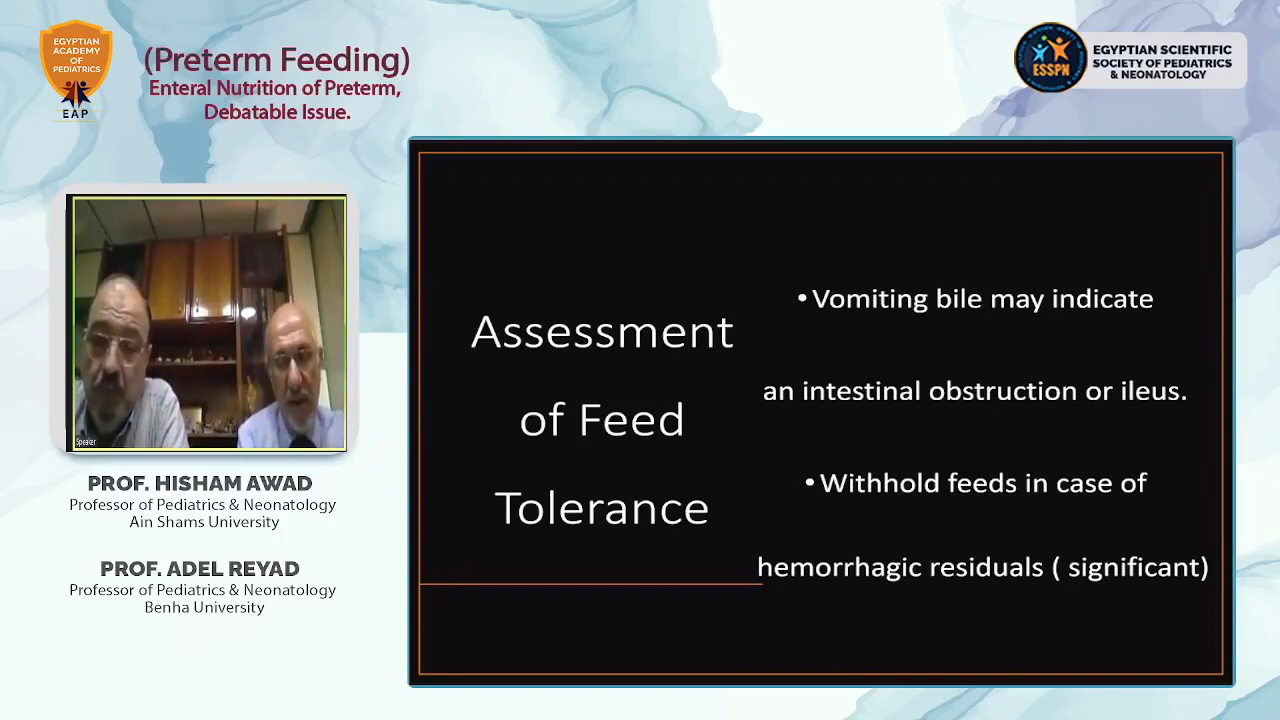 EGYPTIAN
ACADEMY
OF
PEDIATRICS
EAP
(Preterm Feeding)
Enteral Nutrition of Preterm,
Debatable Issue.
ESSPN
EGYPTIAN SCIENTIFIC
SOCIETY OF PEDIATRICS
& NEONATOLOGY
Speaker
PROF. HISHAM AWAD
Professor of Pediatrics & Neonatology
Ain Shams University
PROF. ADEL REYAD
Professor of Pediatrics & Neonatology
Benha University
Assessment
of Feed
Tolerance
• Vomiting bile may indicate
an intestinal obstruction or ileus.
• Withhold feeds in case of
hemorrhagic residuals ( significant)